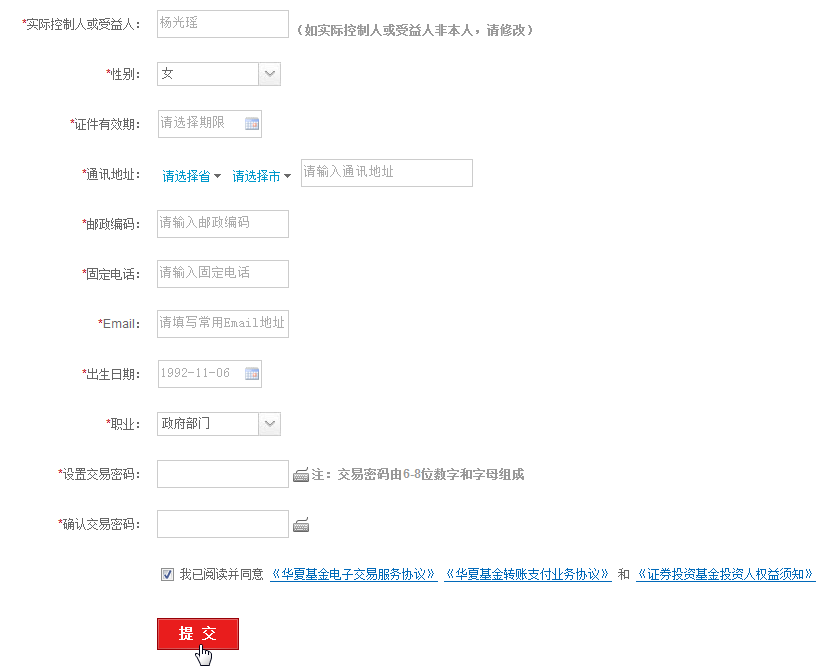 *实际控制人或受益人： 杨光瑶 （如实际控制人或受益人非本人，请修改）
*性别： 女
*证件有效期： 请选择期限
*通讯地址： 请选择省 请选择市 请输入通讯地址
*邮政编码： 请输入邮政编码
*固定电话： 请输入固定电话
*Email： 请填写常用Email地址
*出生日期： 1992-11-06
*职业： 政府部门
*设置交易密码： 注：交易密码由6-8位数字和字母组成
*确认交易密码：
我已阅读并同意 《华夏基金电子交易服务协议》 《华夏基金转账支付业务协议》 和 《证券投资基金投资人权益须知》
提 交